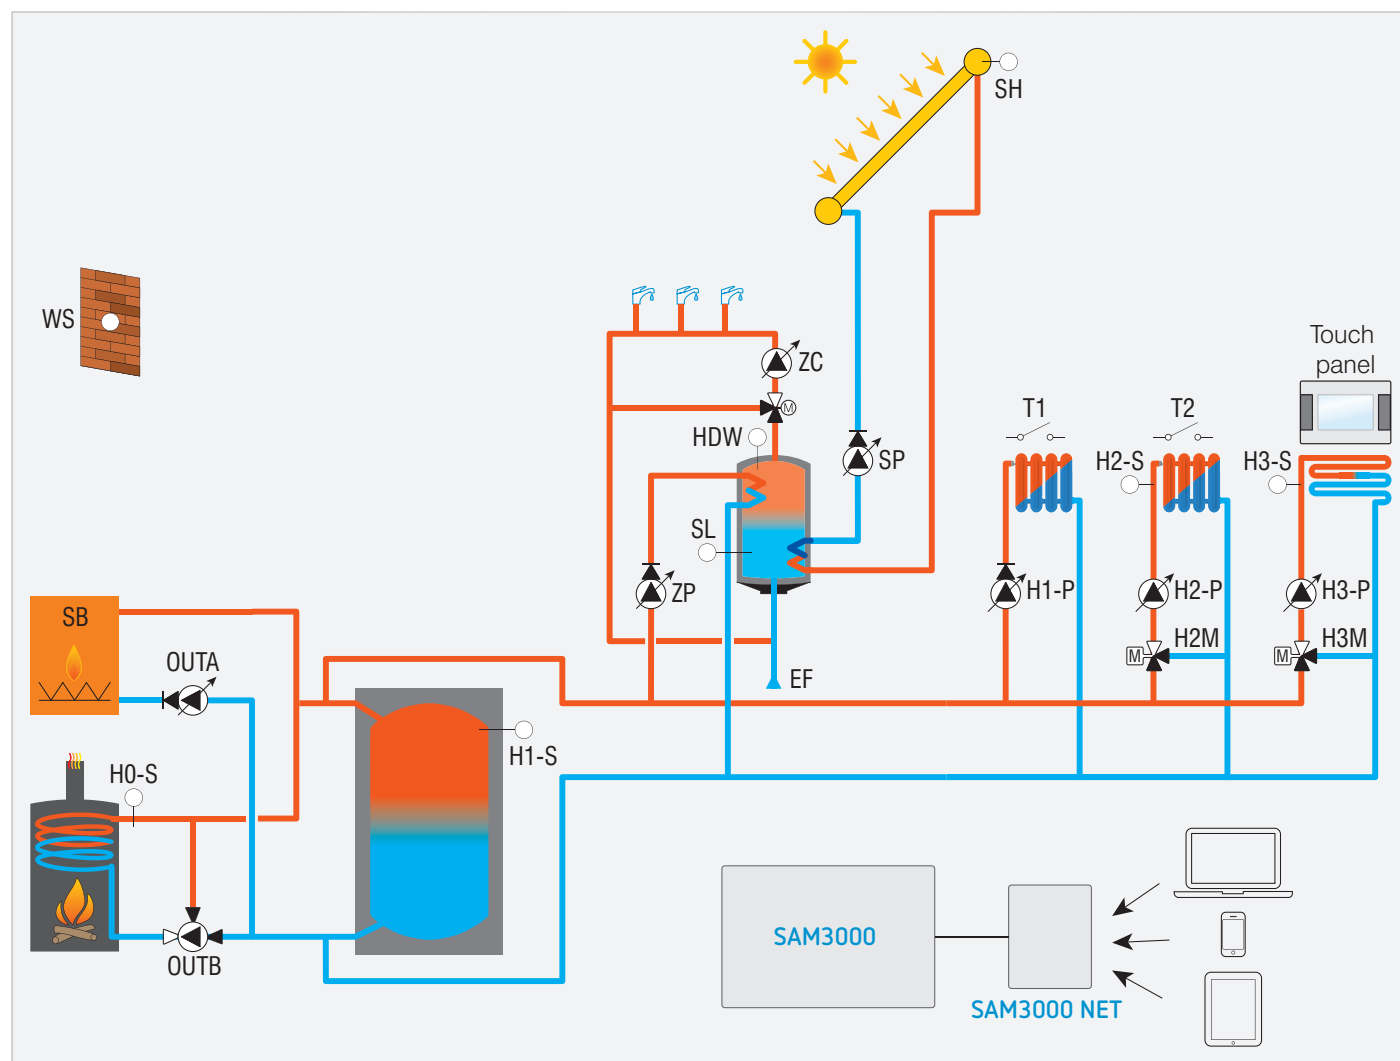 SH
WS
ZC
M
HDW
SP
SL
ZP
EF
T1
T2
Touch
panel
H2-S
H3-S
H1-P
H2-P
H3-P
M
H2M
M
H3M
SB
OUTA
H0-S
H1-S
OUTB
SAM3000
SAM3000 NET